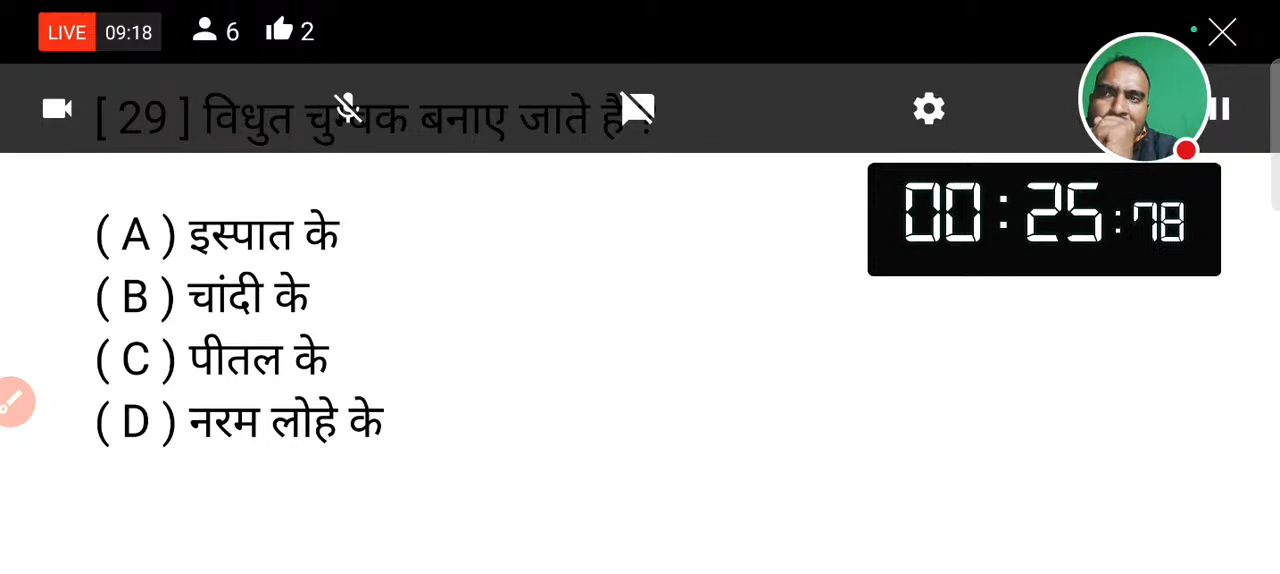 LIVE 09:18 6 2
[ 29 ] विधुत चुम्बक बनाए जाते है ?
00:25:78
( A ) इस्पात के
( B ) चांदी के
( C ) पीतल के
( D ) नरम लोहे के